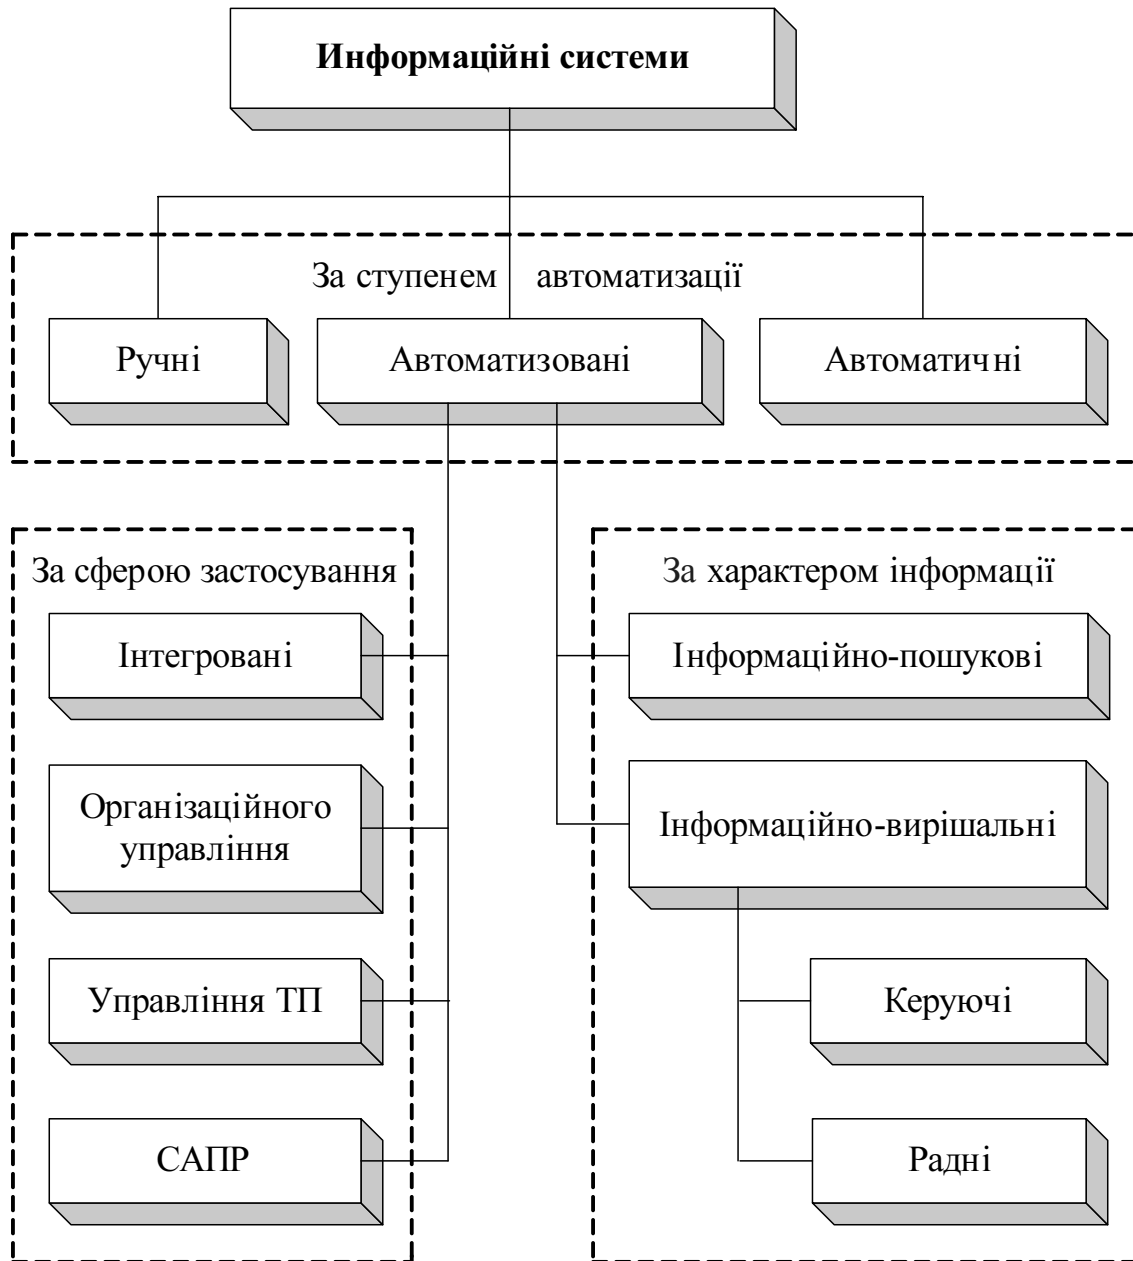 Информаційні системи
За ступенем автоматизації
Ручні
Автоматизовані
Автоматичні
За сферою застосування
Інтегровані
Організаційного
управління
Управління ТП
САПР
За характером інформації
Інформаційно-пошукові
Інформаційно-вирішальні
Керуючі
Радні